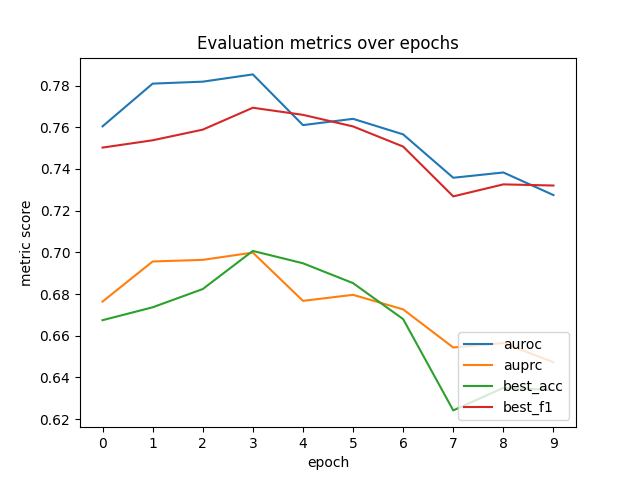 Evaluation metrics over epochs
metric score
0.78
0.76
0.74
0.72
0.70
0.68
0.66
0.64
0.62
auroc
auprc
best_acc
best_f1
0 1 2 3 4 5 6 7 8 9
epoch